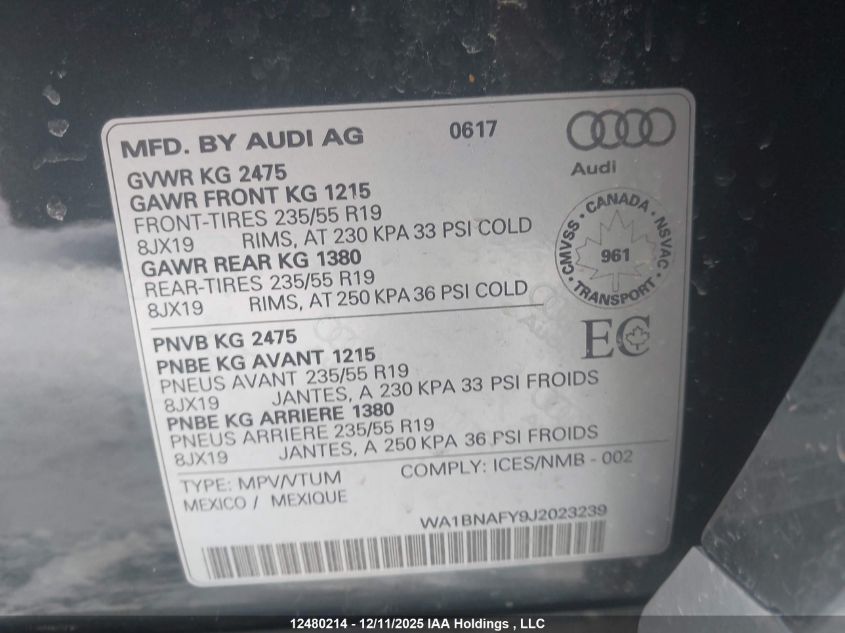 MFD. BY AUDI AG 0617
Audi
GVWR KG 2475
GAWR FRONT KG 1215
FRONT-TIRES 235/55 R19
8JX19 RIMS, AT 230 KPA 33 PSI COLD
GAWR REAR KG 1380
REAR-TIRES 235/55 R19
8JX19 RIMS, AT 250 KPA 36 PSI COLD
CMVSS • CANADA • NSVAC • TRANSPORT •
961
EC
PNVB KG 2475
PNBE KG AVANT 1215
PNEUS AVANT 235/55 R19
8JX19 JANTES, A 230 KPA 33 PSI FROIDS
PNBE KG ARRIERE 1380
PNEUS ARRIERE 235/55 R19
8JX19 JANTES, A 250 KPA 36 PSI FROIDS
TYPE: MPV/VTUM COMPLY: ICES/NMB - 002
MEXICO / MEXIQUE
WA1BNAFY9J2023239
12480214 - 12/11/2025 IAA Holdings , LLC